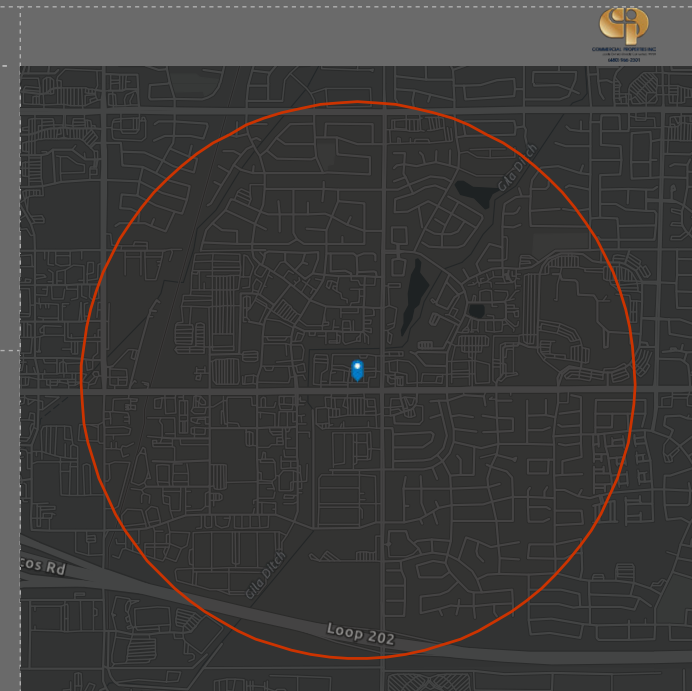 COMMERCIAL PROPERTIES INC
Gila Ditch
cos Rd
Gila Ditch
Loop 202